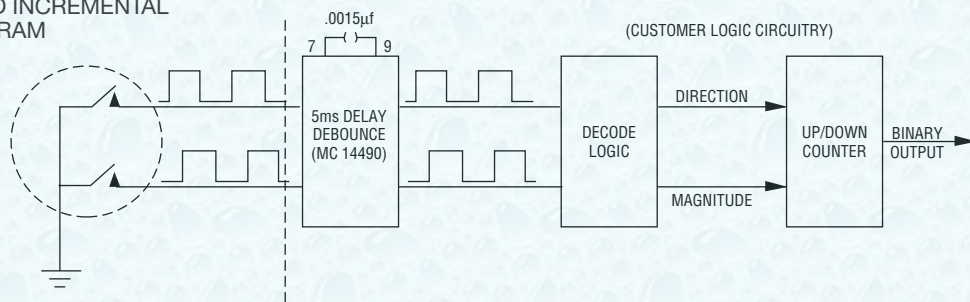 INCREMENTAL
.0015µf
7 9
(CUSTOMER LOGIC CIRCUITRY)
5ms DELAY
DEBOUNCE
(MC 14490)
DECODE
LOGIC
DIRECTION
MAGNITUDE
UP/DOWN
COUNTER
BINARY
OUTPUT